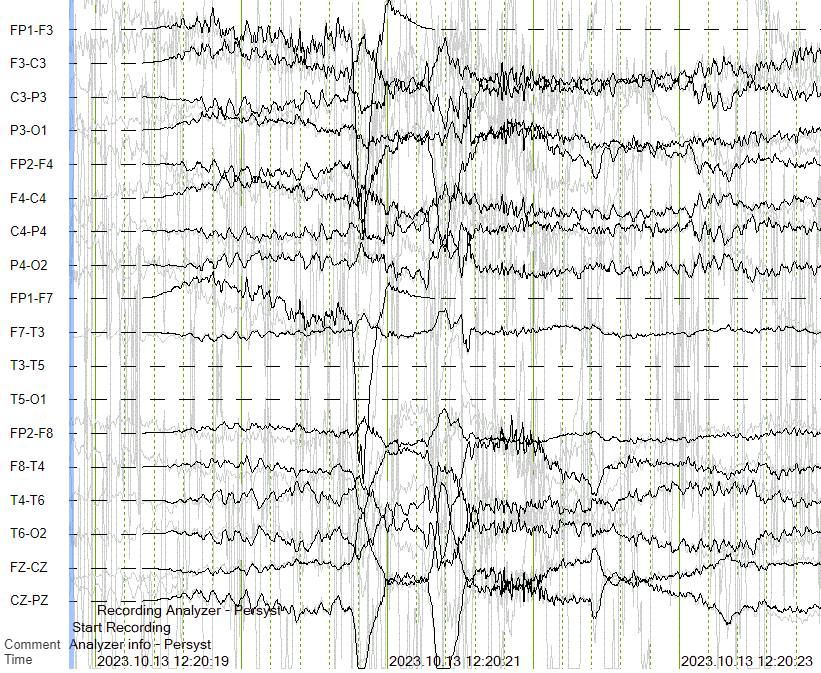 FP1-F3
F3-C3
C3-P3
P3-O1
FP2-F4
F4-C4
C4-P4
P4-O2
FP1-F7
F7-T3
T3-T5
T5-O1
FP2-F8
F8-T4
T4-T6
T6-O2
FZ-CZ
CZ-PZ
Recording Analyzer - Persyst
Start Recording
Comment Analyzer info - Persyst
Time 2023.10.13 12:20:19 2023.10.13 12:20:21 2023.10.13 12:20:23